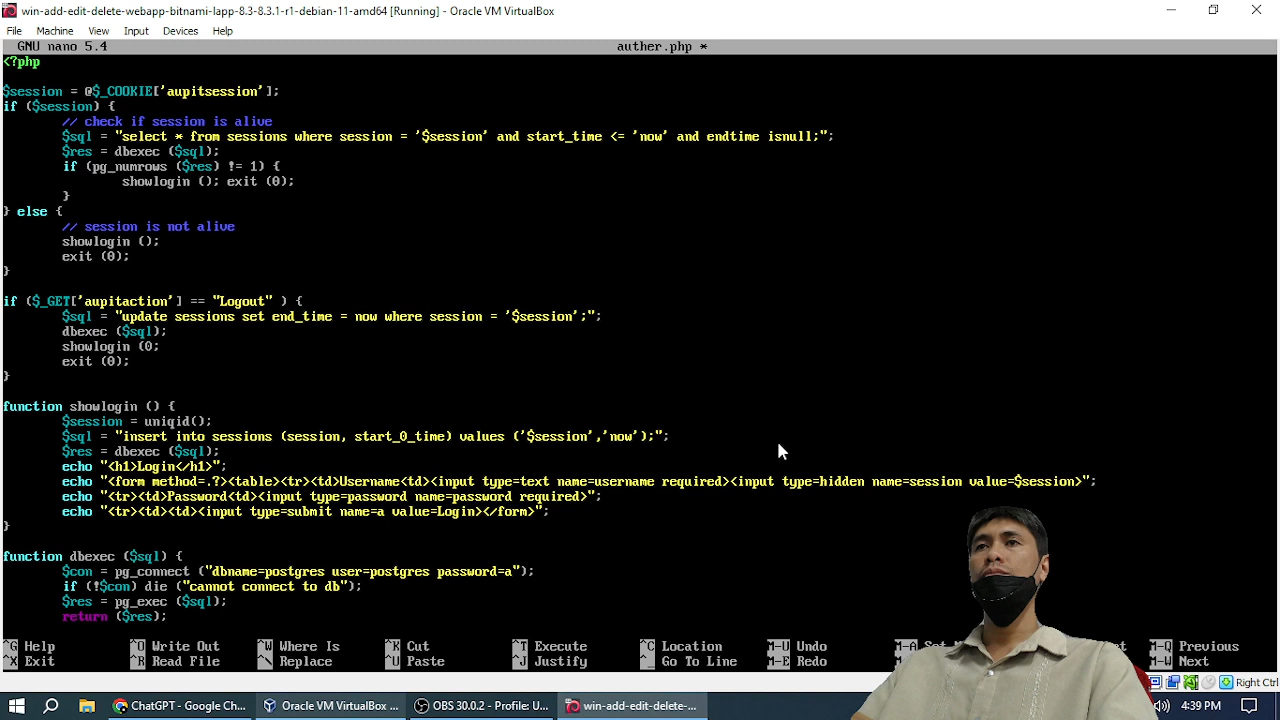 win-add-edit-delete-webapp-bitnami-lapp-8.3-8.3.1-r1-debian-11-amd64 [Running] - Oracle VM VirtualBox
File Machine View Input Devices Help
GNU nano 5.4 auther.php *
<?php
$session = @$_COOKIE['aupitsession'];
if ($session) {
// check if session is alive
$sql = "select * from sessions where session = '$session' and start_time <= 'now' and endtime isnull;";
$res = dbexec ($sql);
if (pg_numrows ($res) != 1) {
showlogin (); exit (0);
}
} else {
// session is not alive
showlogin ();
exit (0);
}
if ($_GET['aupitaction'] == "Logout" ) {
$sql = "update sessions set end_time = now where session = '$session';";
dbexec ($sql);
showlogin (0;
exit (0);
}
function showlogin () {
$session = uniqid();
$sql = "insert into sessions (session, start_0_time) values ('$session','now');";
$res = dbexec ($sql);
echo "<h1>Login</h1>";
echo "<form method=.?><table><tr><td>Username<td><input type=text name=username required><input type=hidden name=session value=$session>";
echo "<tr><td>Password<td><input type=password name=password required>";
echo "<tr><td><td><input type=submit name=a value=Login></form>";
}
function dbexec ($sql) {
$con = pg_connect ("dbname=postgres user=postgres password=a");
if (!$con) die ("cannot connect to db");
$res = pg_exec ($sql);
return ($res);
^G Help ^O Write Out ^W Where Is ^K Cut ^T Execute ^C Location M-U Undo M-A M-Q Previous
^X Exit ^R Read File ^\ Replace ^U Paste ^J Justify ^_ Go To Line M-E Redo M-W Next
Right Ctrl
ChatGPT - Google Ch... Oracle VM VirtualBox ... OBS 30.0.2 - Profile: U... win-add-edit-delete-... 4:39 PM